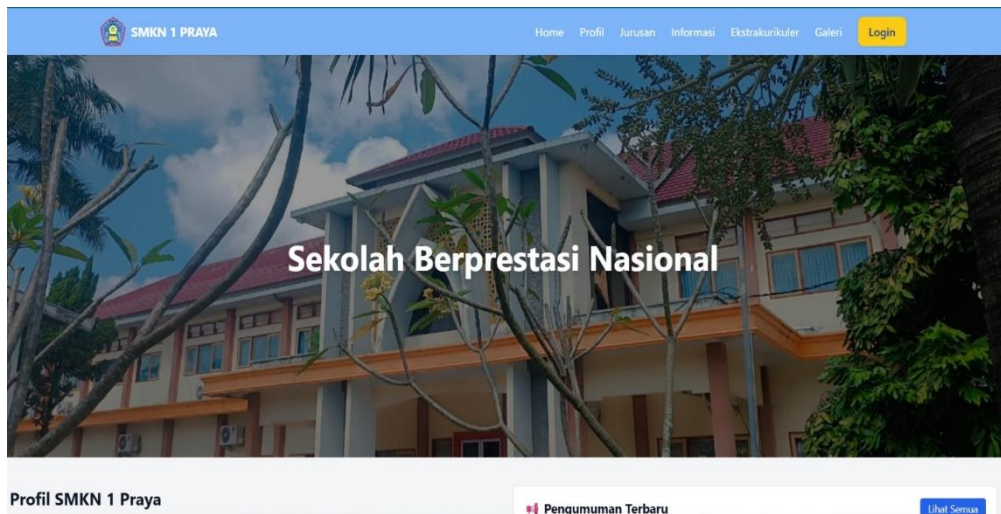 SMKN 1 PRAYA
Home Profil Jurusan Informasi Ekstrakurikuler Galeri Login
Sekolah Berprestasi Nasional
Profil SMKN 1 Praya
Pengumuman Terbaru
Lihat Semua